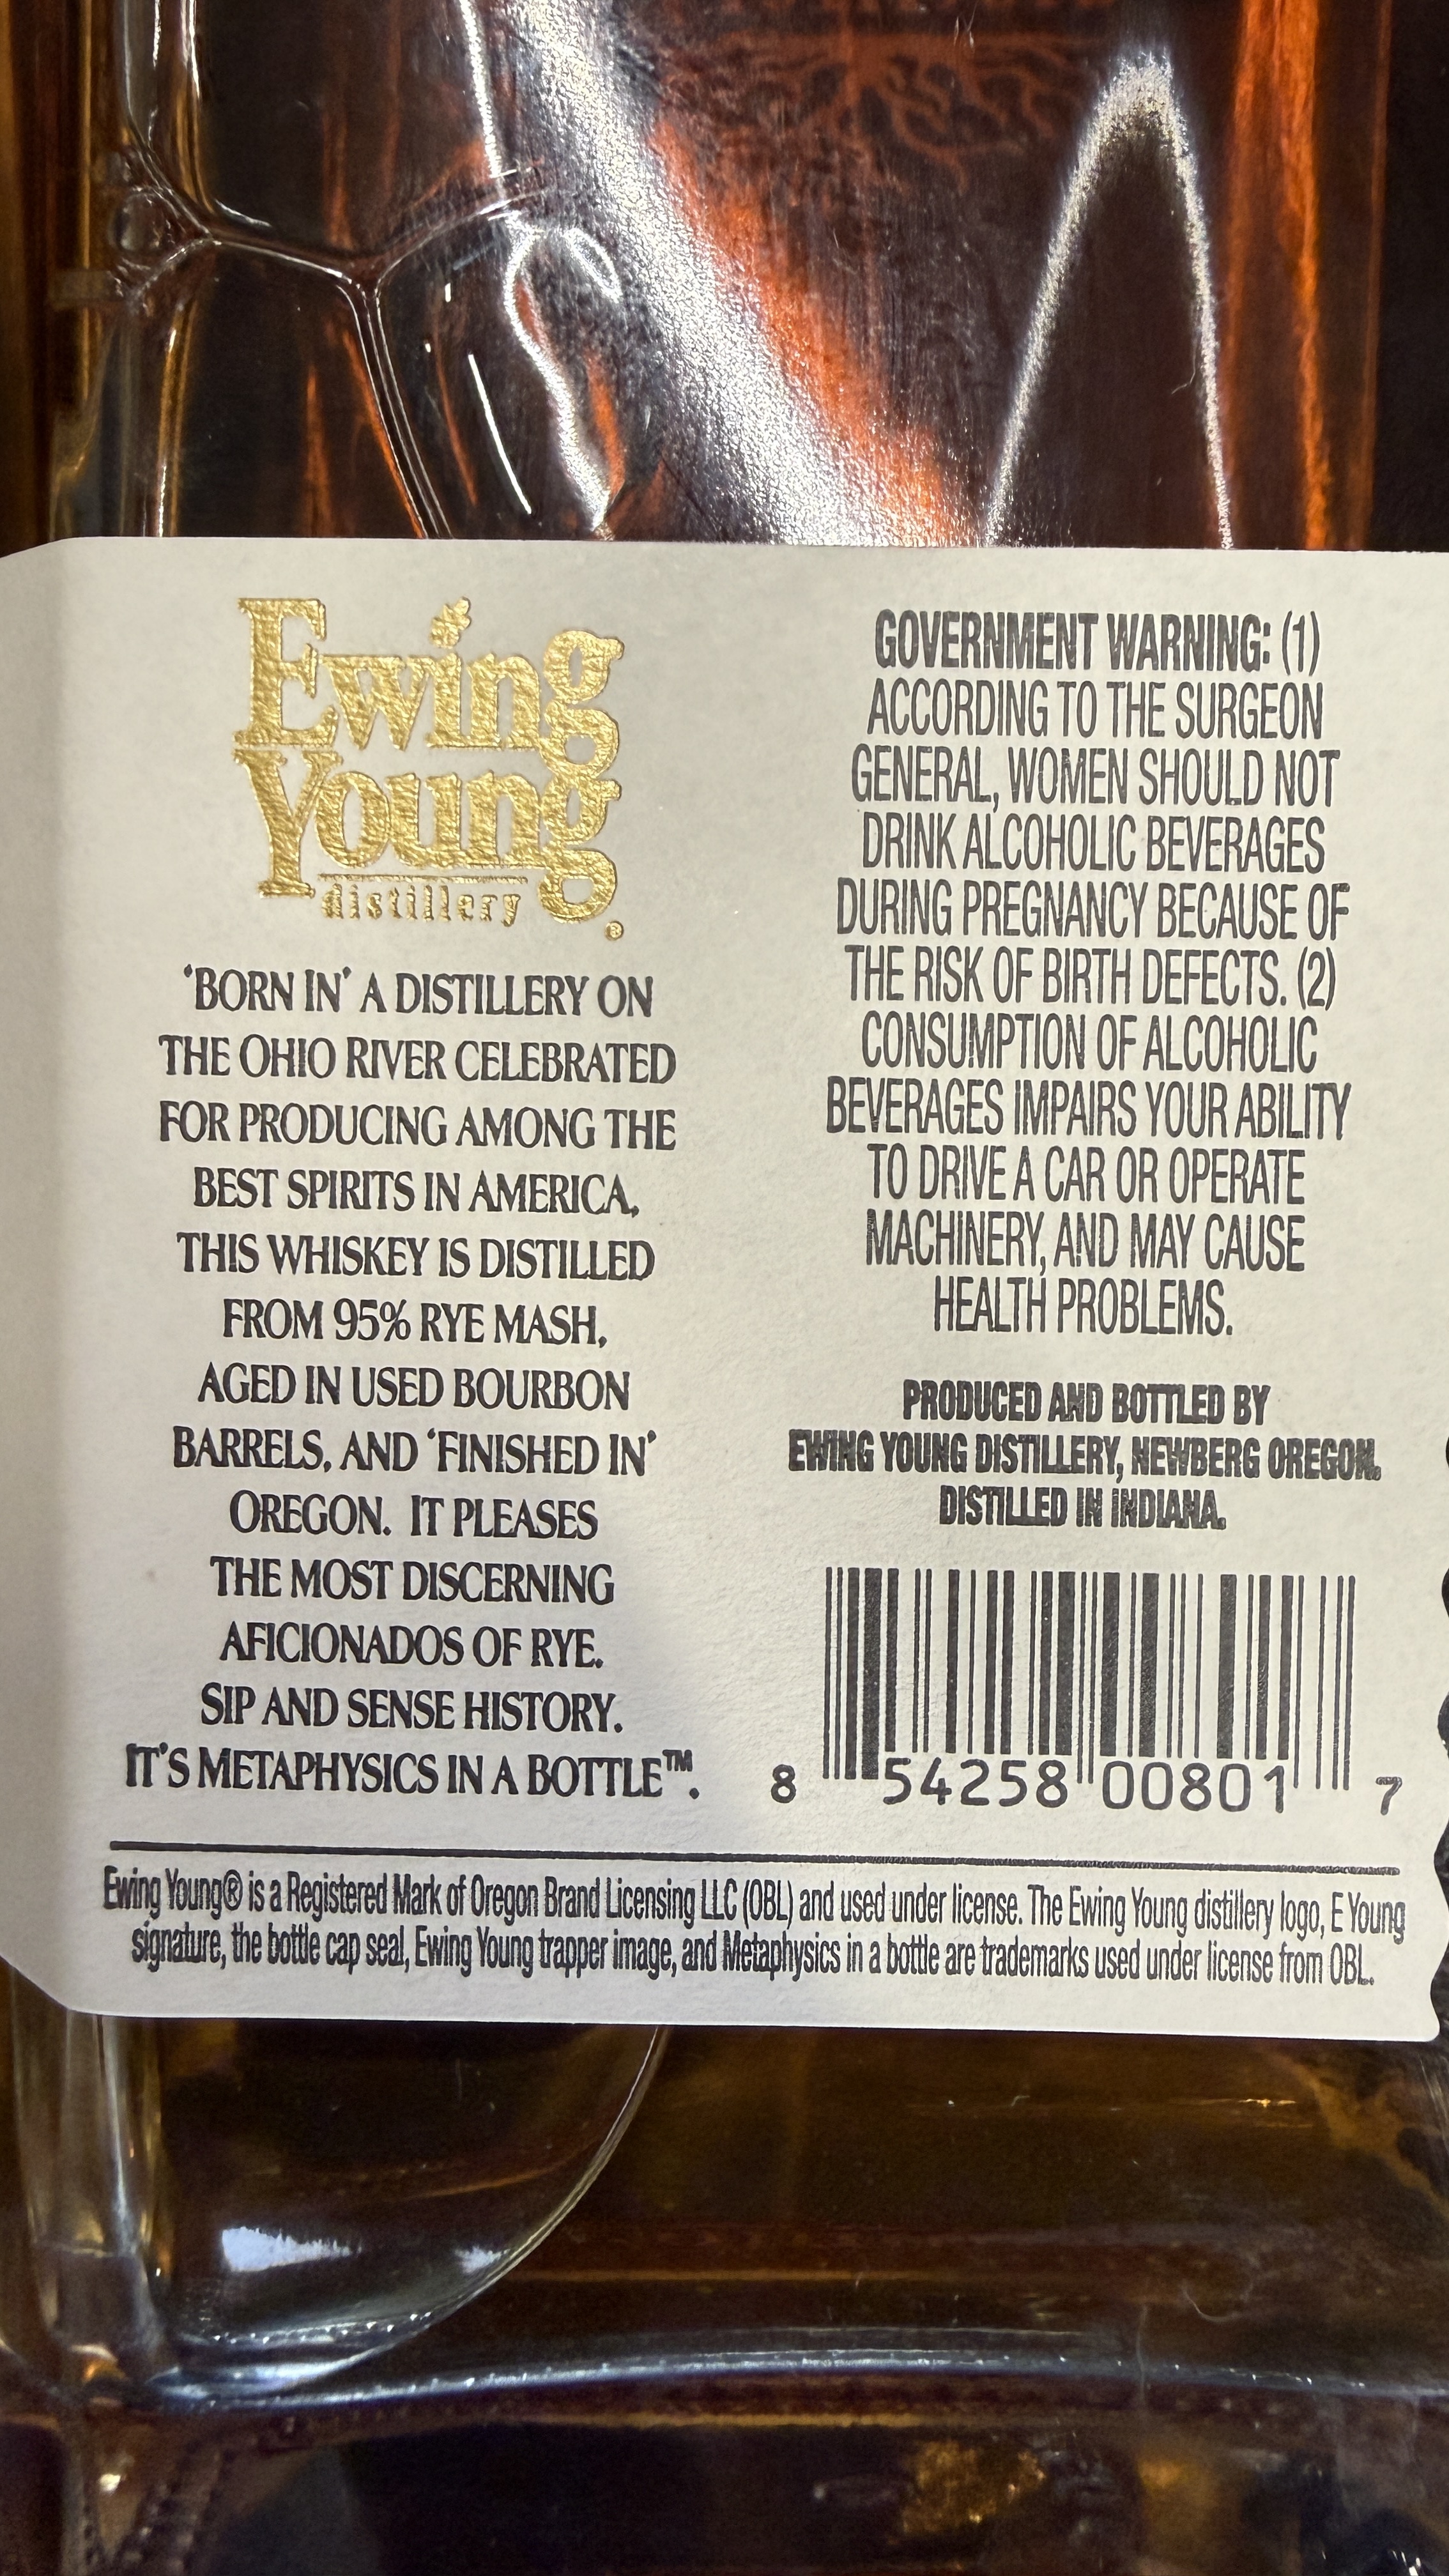 Ewing
Young
distillery®
‘BORN IN’ A DISTILLERY ON
THE OHIO RIVER CELEBRATED
FOR PRODUCING AMONG THE
BEST SPIRITS IN AMERICA,
THIS WHISKEY IS DISTILLED
FROM 95% RYE MASH,
AGED IN USED BOURBON
BARRELS, AND ‘FINISHED IN’
OREGON. IT PLEASES
THE MOST DISCERNING
AFICIONADOS OF RYE.
SIP AND SENSE HISTORY.
IT’S METAPHYSICS IN A BOTTLE™.
GOVERNMENT WARNING: (1)
ACCORDING TO THE SURGEON
GENERAL, WOMEN SHOULD NOT
DRINK ALCOHOLIC BEVERAGES
DURING PREGNANCY BECAUSE OF
THE RISK OF BIRTH DEFECTS. (2)
CONSUMPTION OF ALCOHOLIC
BEVERAGES IMPAIRS YOUR ABILITY
TO DRIVE A CAR OR OPERATE
MACHINERY, AND MAY CAUSE
HEALTH PROBLEMS.
PRODUCED AND BOTTLED BY
EWING YOUNG DISTILLERY, NEWBERG OREGON.
DISTILLED IN INDIANA.
8 54258 00801 7
Ewing Young® is a Registered Mark of Oregon Brand Licensing LLC (OBL) and used under license. The Ewing Young distillery logo, E Young
signature, the bottle cap seal, Ewing Young trapper image, and Metaphysics in a bottle are trademarks used under license from OBL.